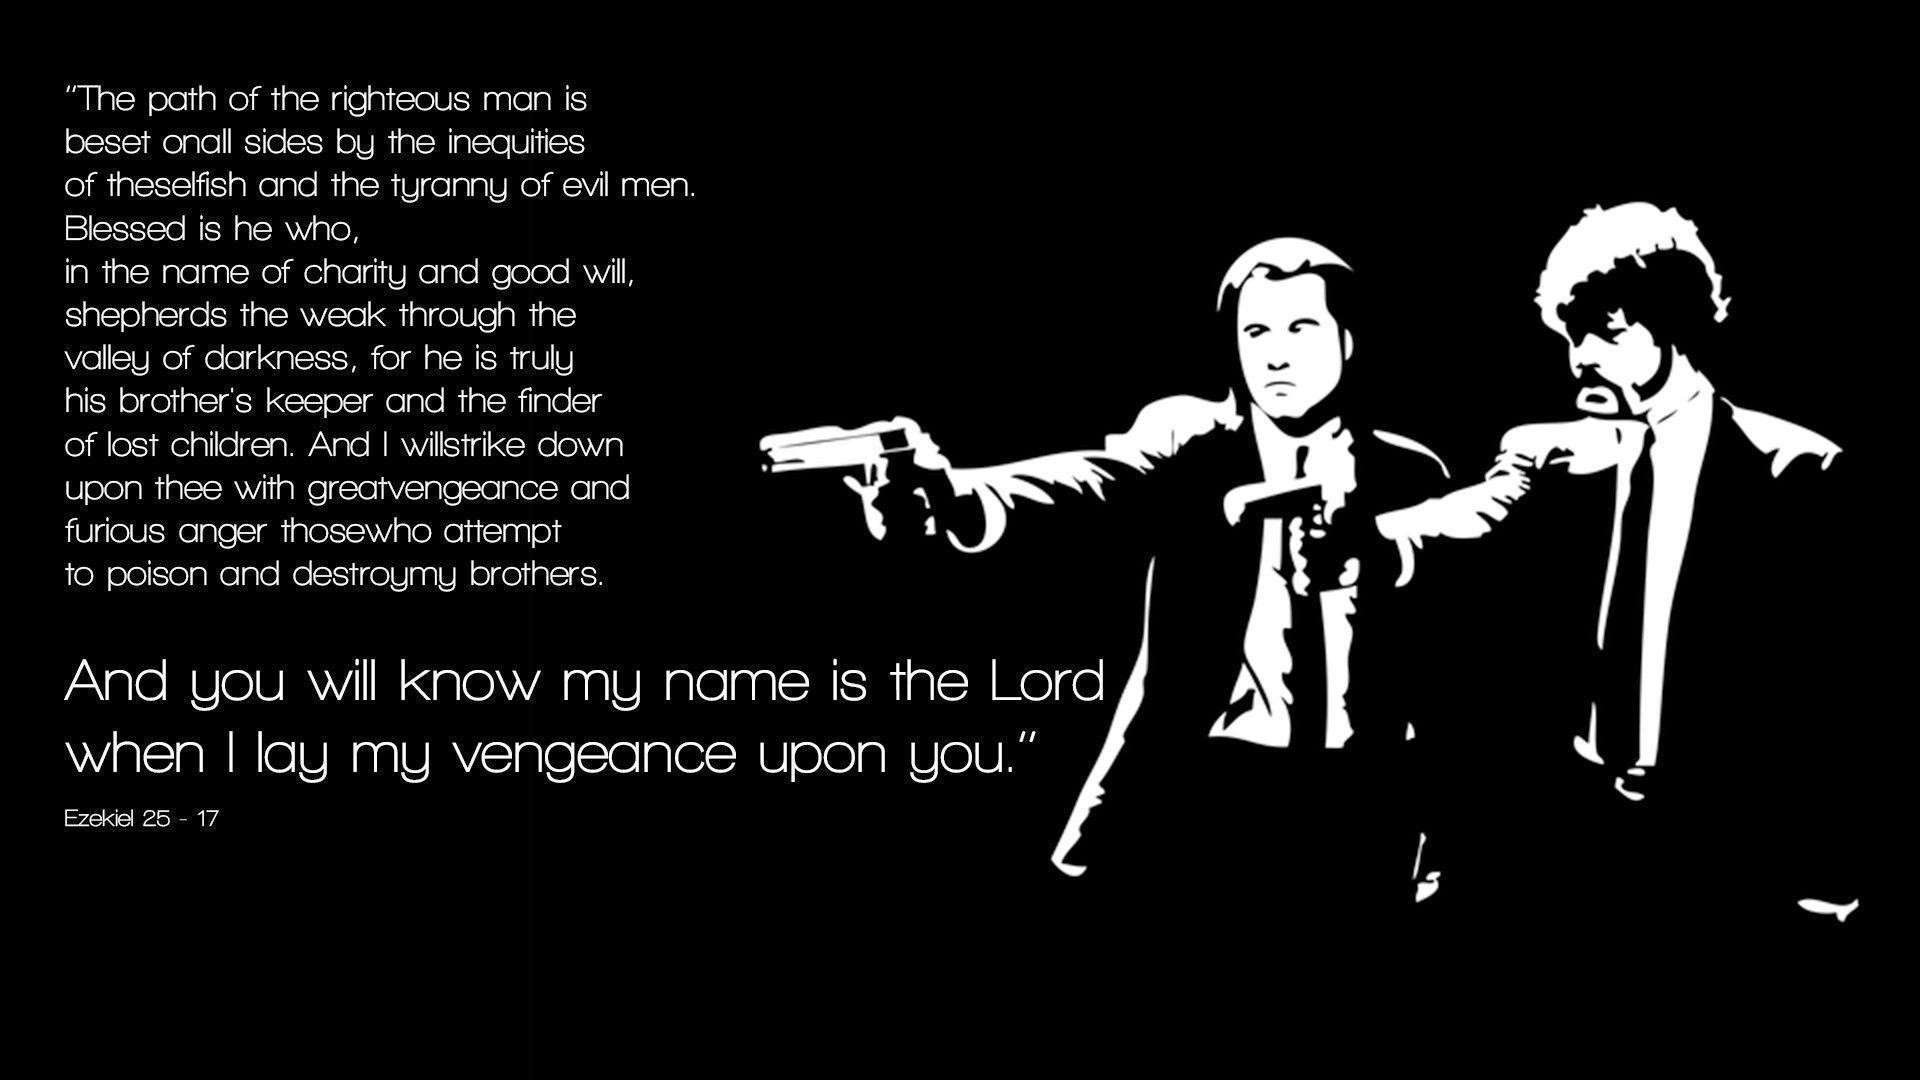 “The path of the righteous man is
beset onall sides by the inequities
of theselfish and the tyranny of evil men.
Blessed is he who,
in the name of charity and good will,
shepherds the weak through the
valley of darkness, for he is truly
his brother's keeper and the finder
of lost children. And I willstrike down
upon thee with greatvengeance and
furious anger thosewho attempt
to poison and destroymy brothers.
And you will know my name is the Lord
when I lay my vengeance upon you.”
Ezekiel 25 - 17